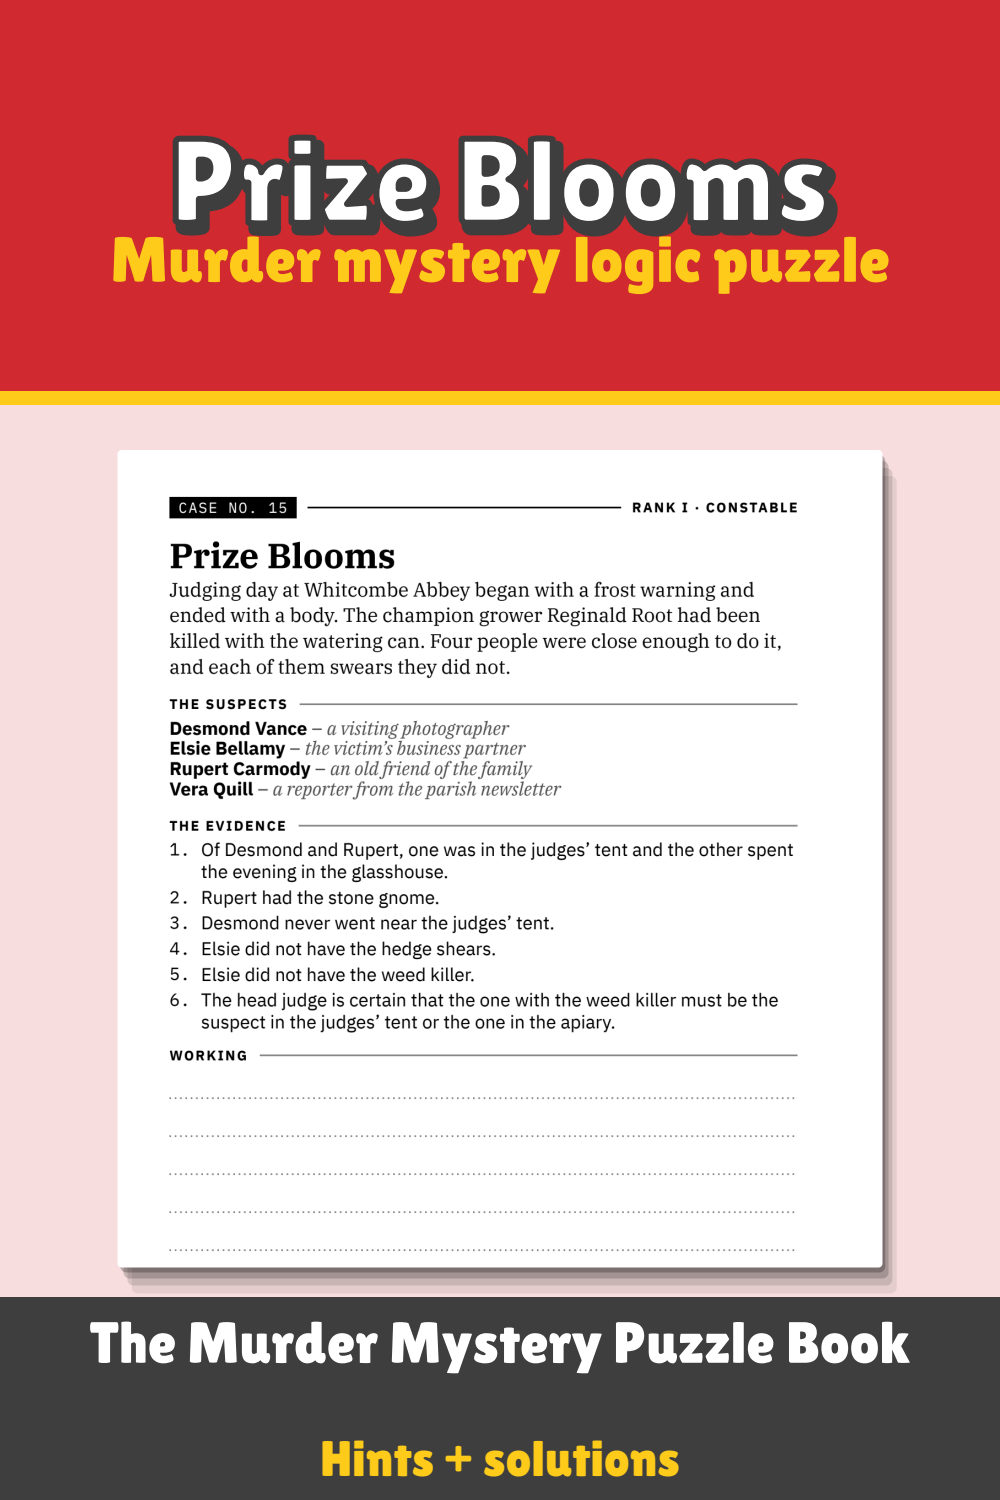 Prize Blooms
Murder mystery logic puzzle
CASE NO. 15
RANK I · CONSTABLE
Prize Blooms
Judging day at Whitcombe Abbey began with a frost warning and
ended with a body. The champion grower Reginald Root had been
killed with the watering can. Four people were close enough to do it,
and each of them swears they did not.
THE SUSPECTS
Desmond Vance – a visiting photographer
Elsie Bellamy – the victim’s business partner
Rupert Carmody – an old friend of the family
Vera Quill – a reporter from the parish newsletter
THE EVIDENCE
1. Of Desmond and Rupert, one was in the judges’ tent and the other spent
the evening in the glasshouse.
2. Rupert had the stone gnome.
3. Desmond never went near the judges’ tent.
4. Elsie did not have the hedge shears.
5. Elsie did not have the weed killer.
6. The head judge is certain that the one with the weed killer must be the
suspect in the judges’ tent or the one in the apiary.
WORKING
The Murder Mystery Puzzle Book
Hints + solutions